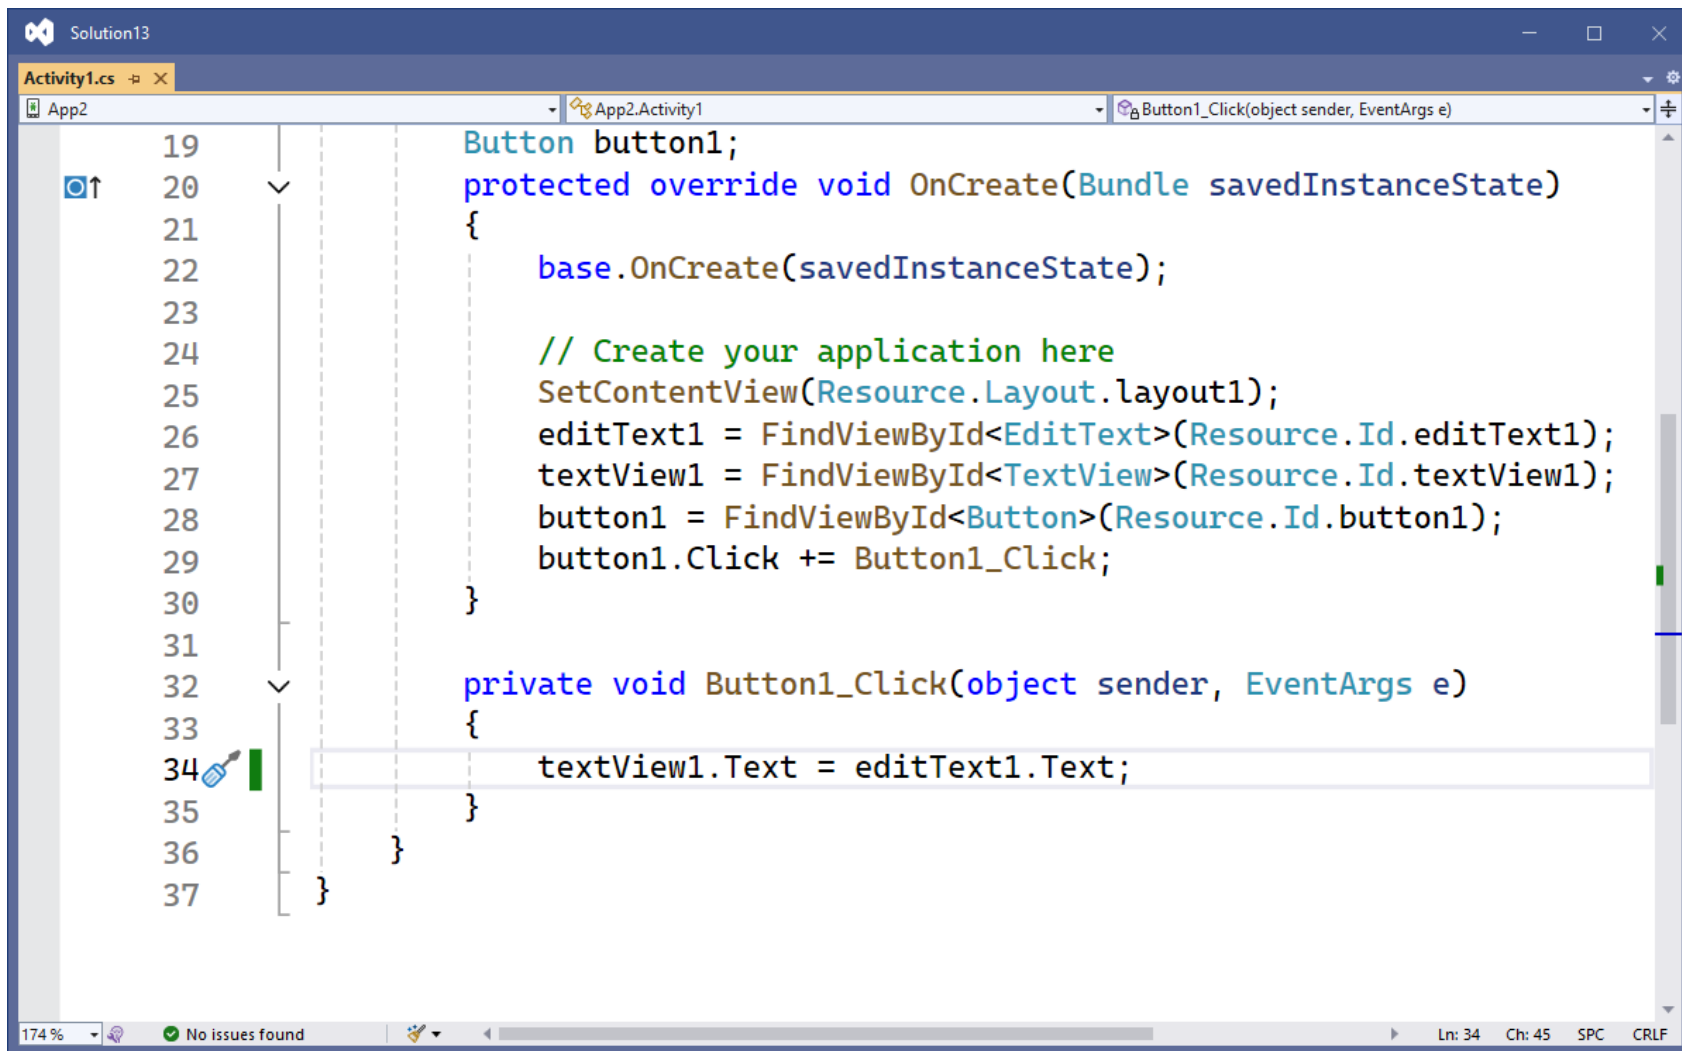 Solution13
Activity1.cs
App2
App2.Activity1
Button1_Click(object sender, EventArgs e)
19 Button button1;
20 protected override void OnCreate(Bundle savedInstanceState)
21 {
22 base.OnCreate(savedInstanceState);
23
24 // Create your application here
25 SetContentView(Resource.Layout.layout1);
26 editText1 = FindViewById<EditText>(Resource.Id.editText1);
27 textView1 = FindViewById<TextView>(Resource.Id.textView1);
28 button1 = FindViewById<Button>(Resource.Id.button1);
29 button1.Click += Button1_Click;
30 }
31
32 private void Button1_Click(object sender, EventArgs e)
33 {
34 textView1.Text = editText1.Text;
35 }
36 }
37 }
174 % No issues found Ln: 34 Ch: 45 SPC CRLF